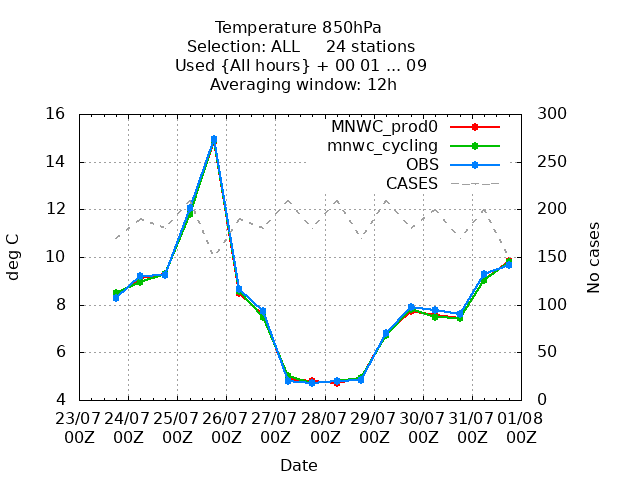 Temperature 850hPa
Selection: ALL     24 stations
Used {All hours} + 00 01 ... 09
Averaging window: 12h
16 300
MNWC_prod0
mnwc_cycling
14 250
OBS
CASES
12 200
10 150
8 100
6 50
4 0
deg C
No cases
23/07 24/07 25/07 26/07 27/07 28/07 29/07 30/07 31/07 01/08
00Z 00Z 00Z 00Z 00Z 00Z 00Z 00Z 00Z 00Z
Date